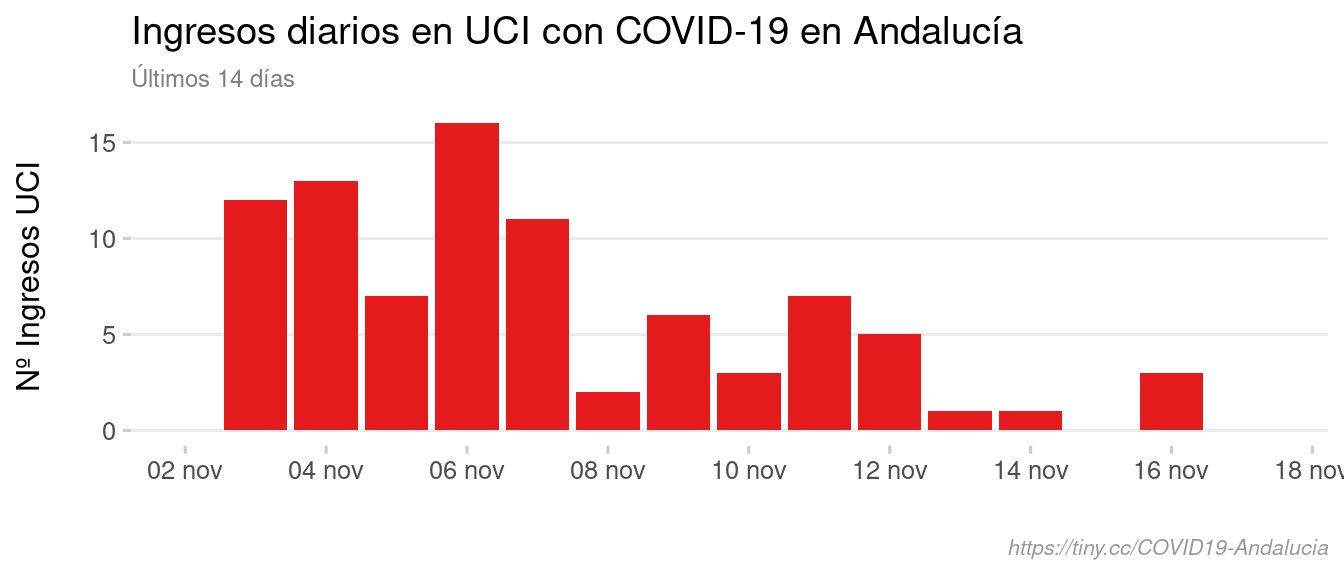 Ingresos diarios en UCI con COVID-19 en Andalucía
Últimos 14 días
Nº Ingresos UCI
15
10
5
0
02 nov 04 nov 06 nov 08 nov 10 nov 12 nov 14 nov 16 nov 18 nov
https://tiny.cc/COVID19-Andalucia